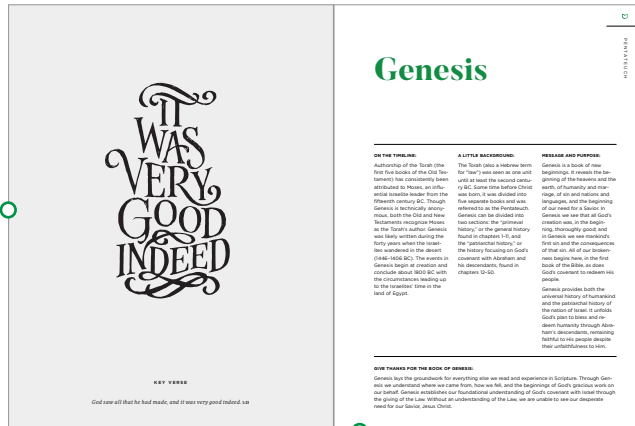 IT
WAS
VERY
GOOD
INDEED
KEY VERSE
God saw all that he had made, and it was very good indeed. 1:31
PENTATEUCH
Genesis
ON THE TIMELINE:
Authorship of the Torah (the
first five books of the Old Tes-
tament) has consistently been
attributed to Moses, an influ-
ential Israelite leader from the
fifteenth century BC. Though
Genesis is technically anony-
mous, both the Old and New
Testaments recognize Moses
as the Torah's author. Genesis
was likely written during the
forty years when the Israel-
ites wandered in the desert
(1446–1406 BC). The events in
Genesis begin at creation and
conclude about 1800 BC with
the circumstances leading up
to the Israelites' time in the
land of Egypt.
A LITTLE BACKGROUND:
The Torah (also a Hebrew term
for "law") was seen as one unit
until at least the second centu-
ry BC. Some time before Christ
was born, it was divided into
five separate books and was
referred to as the Pentateuch.
Genesis can be divided into
two sections: the "primeval
history," or the general history
found in chapters 1–11, and
the "patriarchal history," or
the history focusing on God's
covenant with Abraham and
his descendants, found in
chapters 12–50.
MESSAGE AND PURPOSE:
Genesis is a book of new
beginnings. It reveals the be-
ginning of the heavens and the
earth, of humanity and mar-
riage, of sin and nations and
languages, and the beginning
of our need for a Savior. In
Genesis we see that all God's
creation was, in the begin-
ning, thoroughly good; and
in Genesis we see mankind's
first sin and the consequences
of that sin. All of our broken-
ness begins here, in the first
book of the Bible, as does
God's covenant to redeem His
people.
Genesis provides both the
universal history of humankind
and the patriarchal history of
the nation of Israel. It unfolds
God's plan to bless and re-
deem humanity through Abra-
ham's descendants, remaining
faithful to His people despite
their unfaithfulness to Him.
GIVE THANKS FOR THE BOOK OF GENESIS:
Genesis lays the groundwork for everything else we read and experience in Scripture. Through Gen-
esis we understand where we came from, how we fell, and the beginnings of God's gracious work on
our behalf. Genesis establishes our foundational understanding of God's covenant with Israel through
the giving of the Law. Without an understanding of the Law, we are unable to see our desperate
need for our Savior, Jesus Christ.